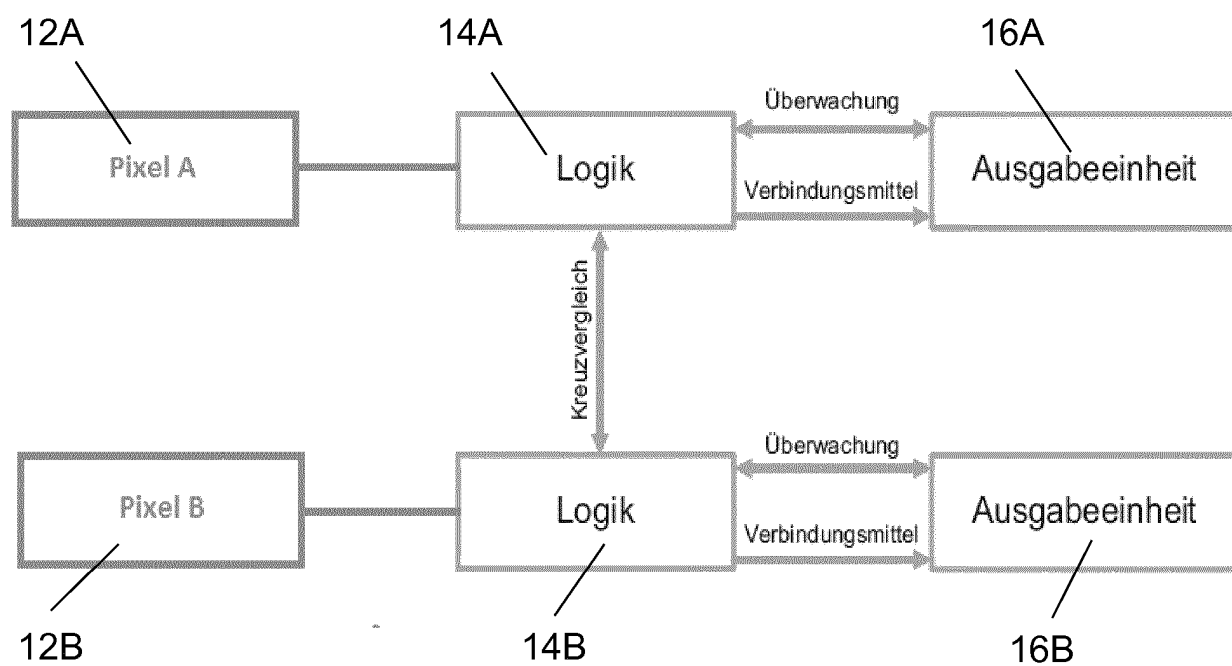 12A
14A
16A
Pixel A
Logik
Überwachung
Verbindungsmittel
Ausgabeeinheit
Kreuzvergleich
Pixel B
Logik
Überwachung
Verbindungsmittel
Ausgabeeinheit
12B
14B
16B